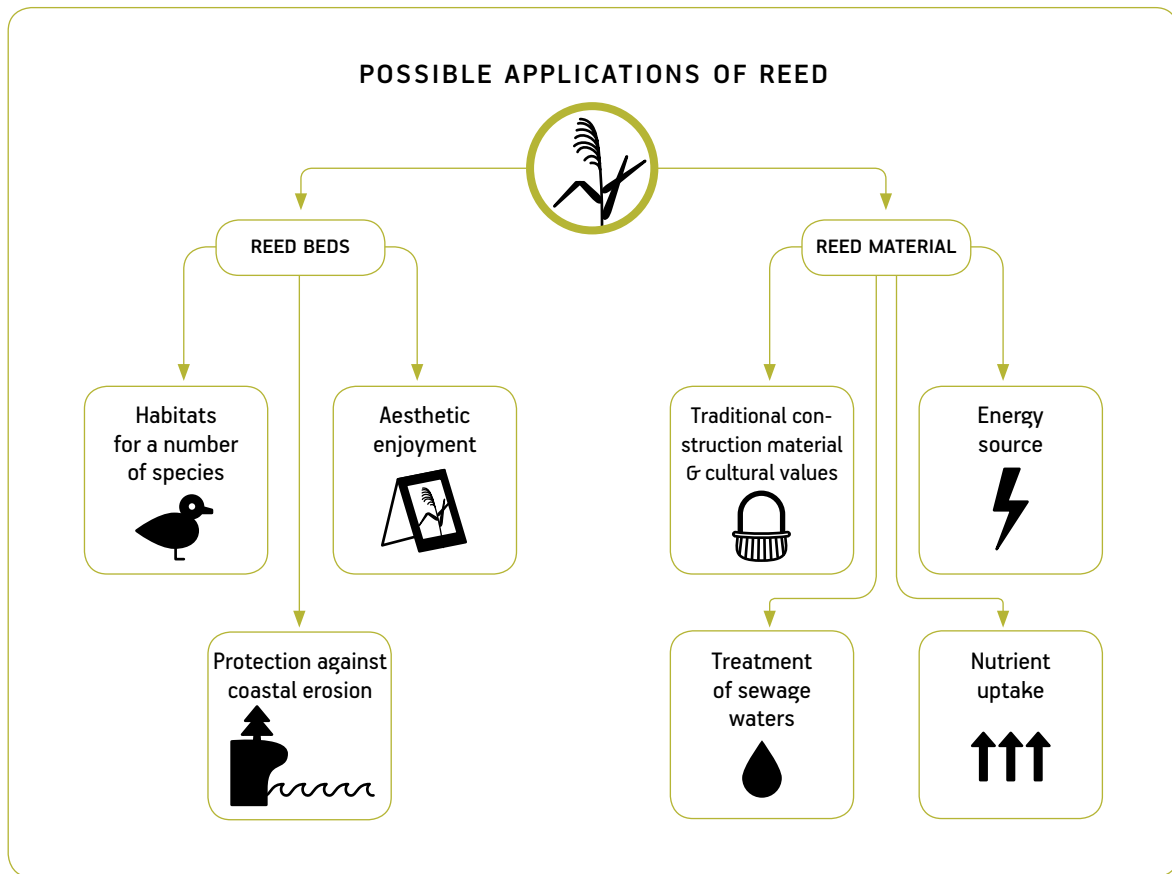 POSSIBLE APPLICATIONS OF REED
REED BEDS
REED MATERIAL
Habitats
for a number
of species
Aesthetic
enjoyment
Protection against
coastal erosion
Traditional con-
struction material
& cultural values
Energy
source
Treatment
of sewage
waters
Nutrient
uptake